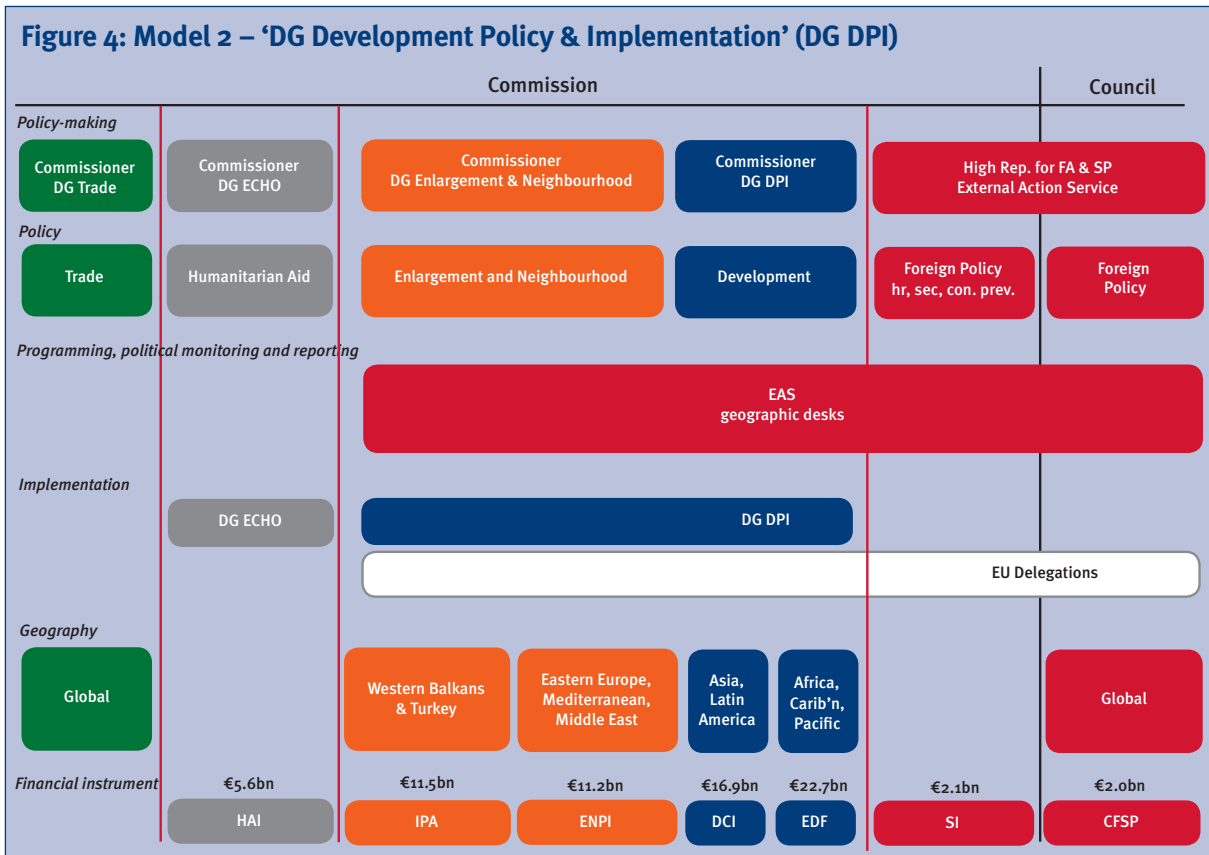 Figure 4: Model 2 – ‘DG Development Policy & Implementation’ (DG DPI)
Commission
Council
Policy-making
Commissioner
DG Trade
Commissioner
DG ECHO
Commissioner
DG Enlargement & Neighbourhood
Commissioner
DG DPI
High Rep. for FA & SP
External Action Service
Policy
Trade
Humanitarian Aid
Enlargement and Neighbourhood
Development
Foreign Policy
hr, sec, con. prev.
Foreign
Policy
Programming, political monitoring and reporting
EAS
geographic desks
Implementation
DG ECHO
DG DPI
EU Delegations
Geography
Global
Western Balkans
& Turkey
Eastern Europe,
Mediterranean,
Middle East
Asia,
Latin
America
Africa,
Carib’n,
Pacific
Global
Financial instrument
€5.6bn
€11.5bn
€11.2bn
€16.9bn
€22.7bn
€2.1bn
€2.0bn
HAI
IPA
ENPI
DCI
EDF
SI
CFSP